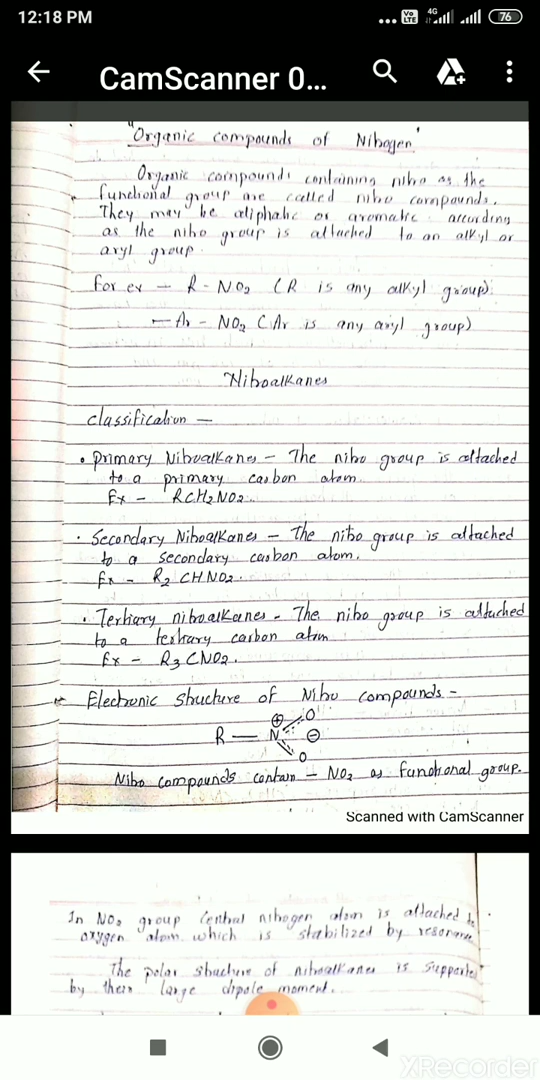 12:18 PM
Vo LTE 4G 76
CamScanner 0...
"Organic compounds of Nitrogen"
Organic compounds containing nitro as the
functional group are called nitro compounds.
They may be aliphatic or aromatic according
as the nitro group is attached to an alkyl or
aryl group.
For ex – R - NO2 (R is any alkyl group)
– Ar - NO2 (Ar is any aryl group)
Nitroalkanes
Classification –
• Primary Nitroalkanes – The nitro group is attached
to a primary carbon atom.
Ex – RCH2NO2.
• Secondary Nitroalkanes – The nitro group is attached
to a secondary carbon atom.
Ex – R2 CHNO2.
• Tertiary nitroalkanes - The nitro group is attached
to a tertiary carbon atom
Ex – R3 CNO2.
Electronic structure of Nitro compounds –
R — N O O ⊕ ⊖
Nitro compounds contain – NO2 as functional group.
Scanned with CamScanner
In NO2 group Central nitrogen atom is attached to
oxygen atom which is stabilized by resonance
The polar structure of nitroalkanes is supported
by their large dipole moment.
XRecorder